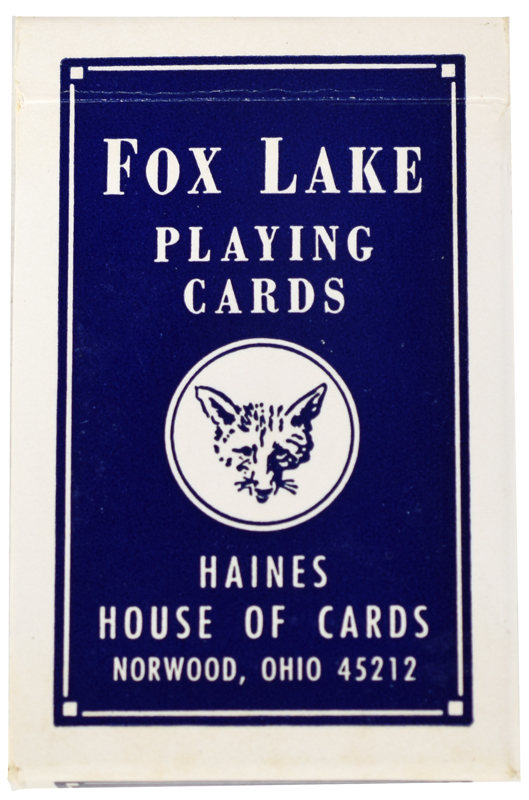 FOX LAKE
PLAYING
CARDS
HAINES
HOUSE OF CARDS
NORWOOD, OHIO 45212